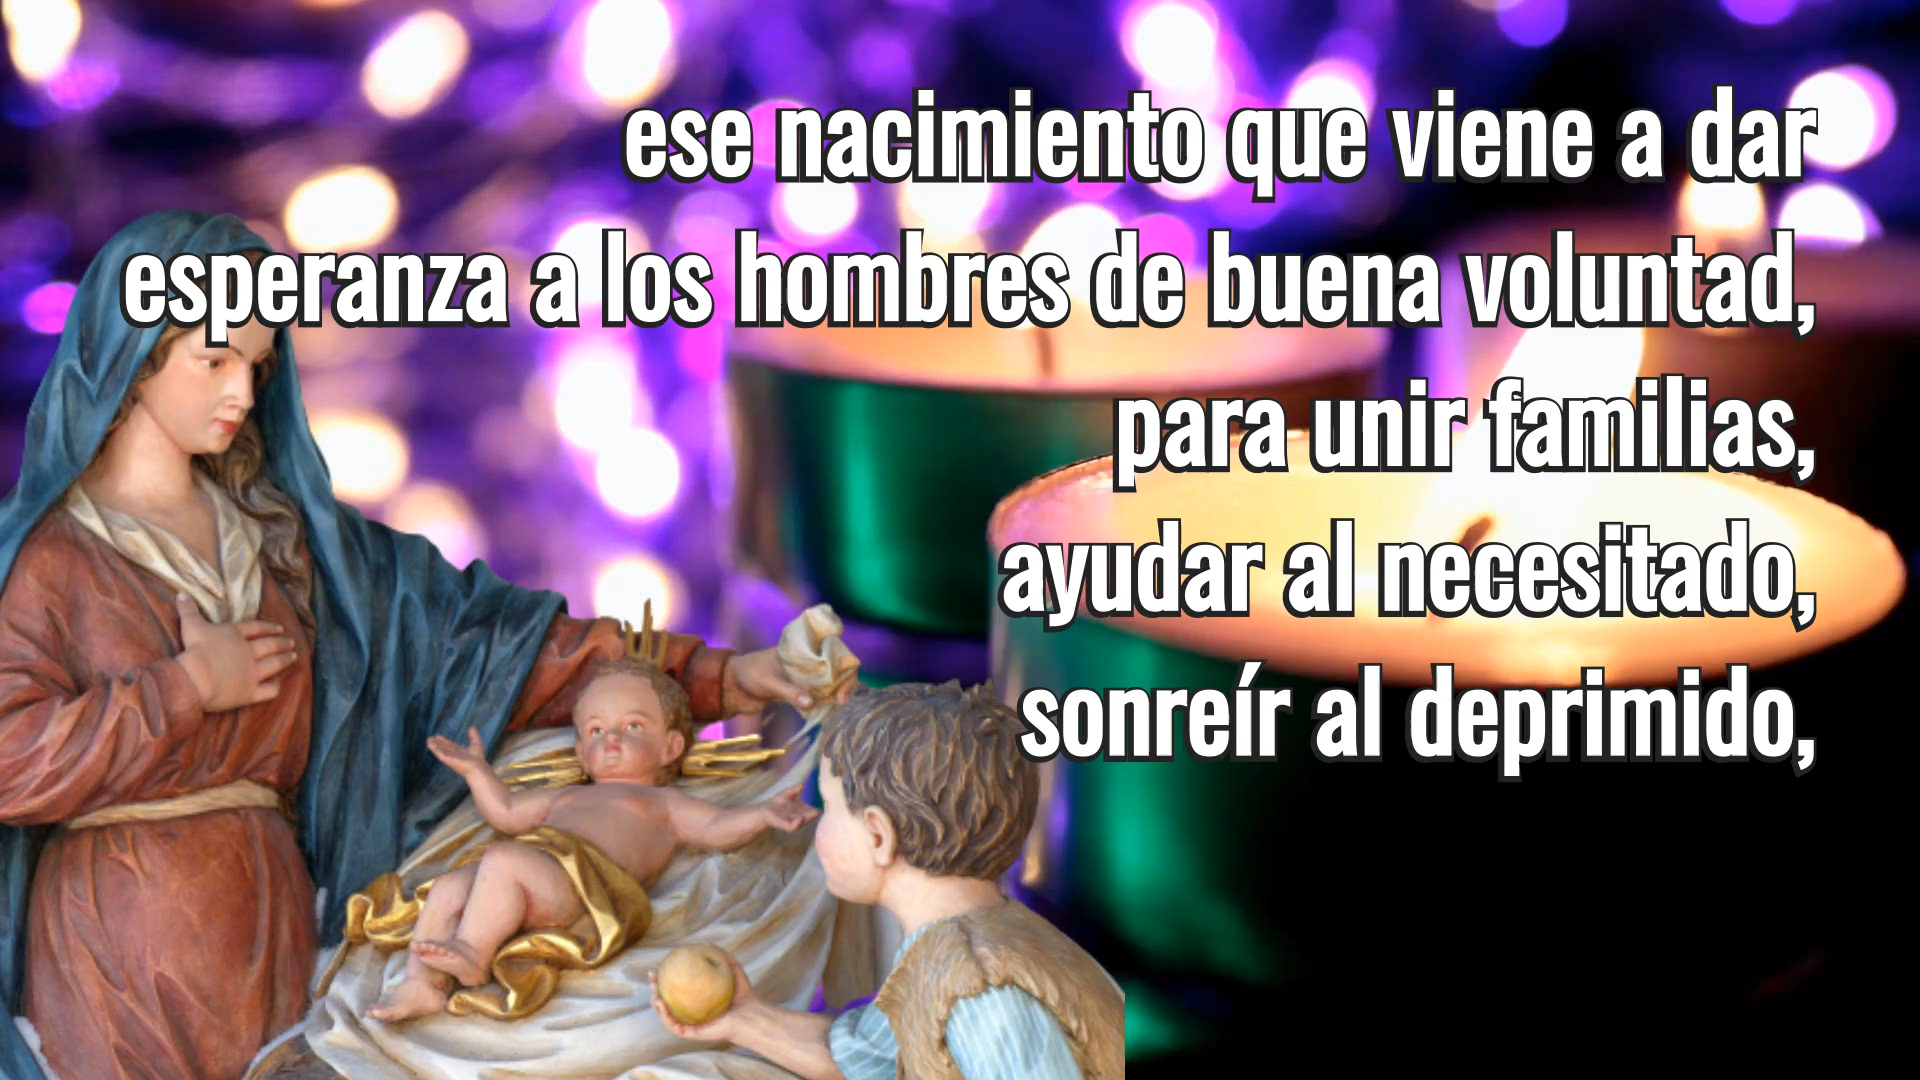 ese nacimiento que viene a dar
esperanza a los hombres de buena voluntad,
para unir familias,
ayudar al necesitado,
sonreír al deprimido,